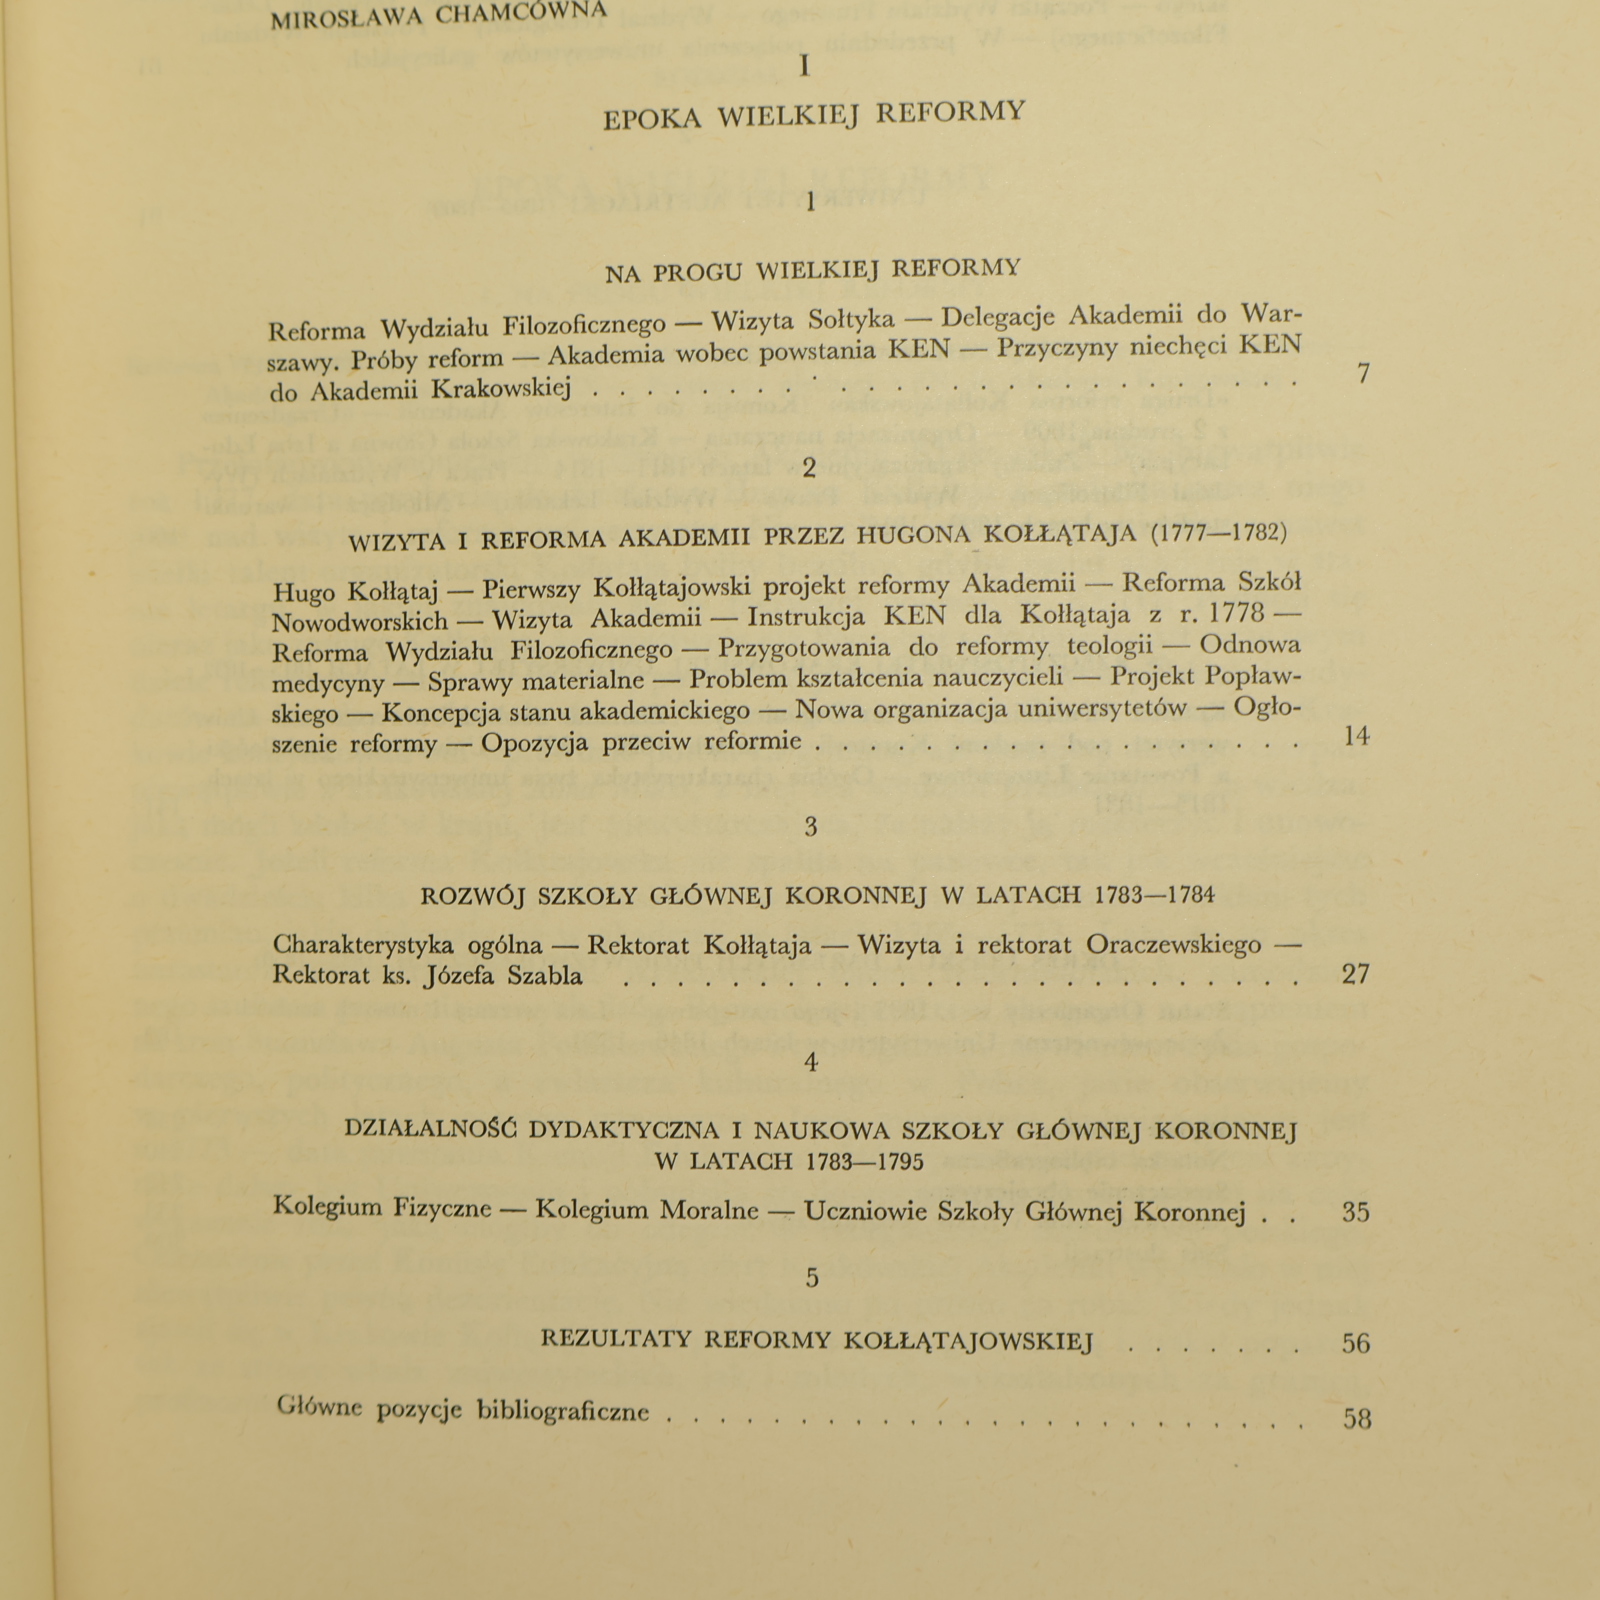 MIROSŁAWA CHAMCÓWNA
I
EPOKA WIELKIEJ REFORMY
1
NA PROGU WIELKIEJ REFORMY
Reforma Wydziału Filozoficznego — Wizyta Sołtyka — Delegacje Akademii do War-
szawy. Próby reform — Akademia wobec powstania KEN — Przyczyny niechęci KEN
do Akademii Krakowskiej . . . . . . . . . . . . . . . . . . . . . . . . . . 7
2
WIZYTA I REFORMA AKADEMII PRZEZ HUGONA KOŁŁĄTAJA (1777—1782)
Hugo Kołłątaj — Pierwszy Kołłątajowski projekt reformy Akademii — Reforma Szkół
Nowodworskich — Wizyta Akademii — Instrukcja KEN dla Kołłątaja z r. 1778 —
Reforma Wydziału Filozoficznego — Przygotowania do reformy teologii — Odnowa
medycyny — Sprawy materialne — Problem kształcenia nauczycieli — Projekt Popław-
skiego — Koncepcja stanu akademickiego — Nowa organizacja uniwersytetów — Ogło-
szenie reformy — Opozycja przeciw reformie . . . . . . . . . . . . . . . . . . 14
3
ROZWÓJ SZKOŁY GŁÓWNEJ KORONNEJ W LATACH 1783—1784
Charakterystyka ogólna — Rektorat Kołłątaja — Wizyta i rektorat Oraczewskiego —
Rektorat ks. Józefa Szabla . . . . . . . . . . . . . . . . . . . . . . . . . 27
4
DZIAŁALNOŚĆ DYDAKTYCZNA I NAUKOWA SZKOŁY GŁÓWNEJ KORONNEJ
W LATACH 1783—1795
Kolegium Fizyczne — Kolegium Moralne — Uczniowie Szkoły Głównej Koronnej . . 35
5
REZULTATY REFORMY KOŁŁĄTAJOWSKIEJ . . . . . . . 56
Główne pozycje bibliograficzne . . . . . . . . . . . . . . . . . . . . . . . . 58